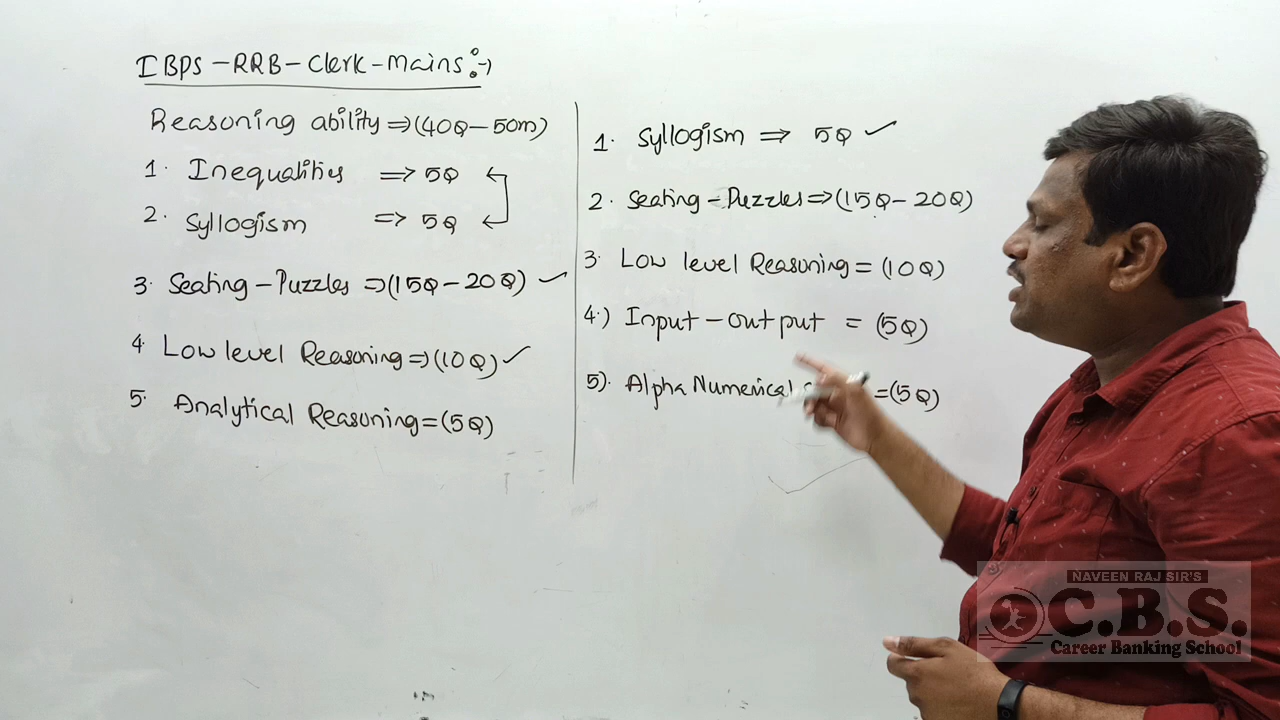 IBPS-RRB-Clerk-Mains:-
Reasoning ability⇒(40Q-50m)
1. Inequalities ⇒ 5Q
2. Syllogism ⇒ 5Q
3. Seating-Puzzles ⇒(15Q-20Q) ✓
4 Low level Reasoning⇒(10Q) ✓
5. Analytical Reasoning=(5Q)
1. Syllogism ⇒ 5Q ✓
2. Seating-Puzzles⇒(15Q-20Q)
3. Low level Reasoning=(10Q)
4.) Input-output = (5Q)
5). Alpha Numerical =(5Q)
NAVEEN RAJ SIR'S
C.B.S.
Career Banking School